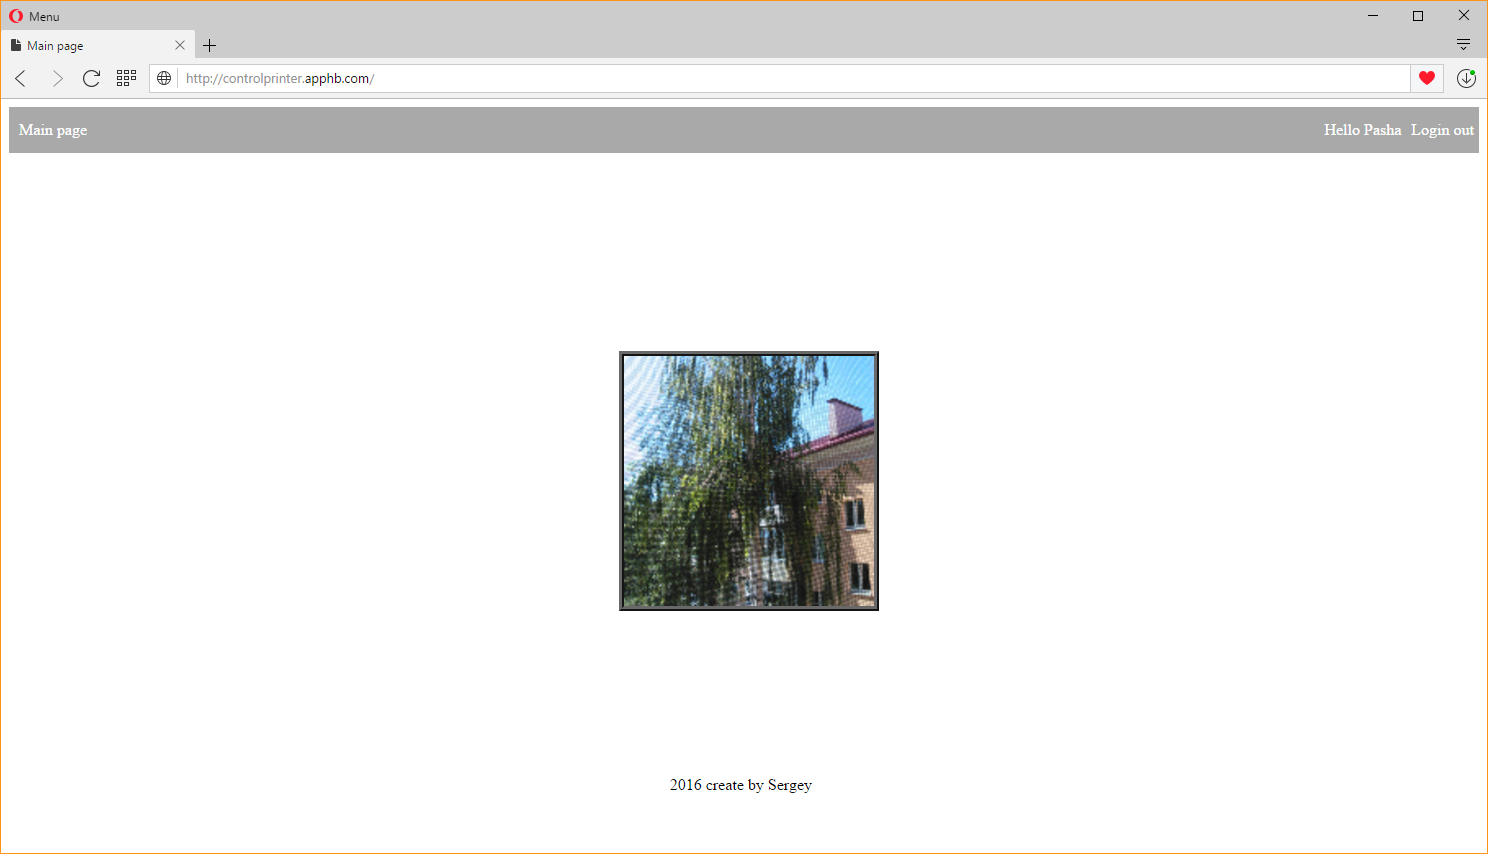 Menu
Main page
http://controlprinter.apphb.com/
Main page Hello Pasha Login out
2016 create by Sergey